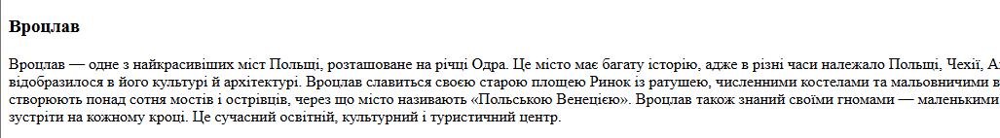 Вроцлав
Вроцлав — одне з найкрасивіших міст Польщі, розташоване на річці Одра. Це місто має багату історію, адже в різні часи належало Польщі, Чехії,
відобразилося в його культурі й архітектурі. Вроцлав славиться своєю старою площею Ринок із ратушею, численними костелами та мальовничими
створюють понад сотня мостів і острівців, через що місто називають «Польською Венецією». Вроцлав також знаний своїми гномами — маленькими
зустріти на кожному кроці. Це сучасний освітній, культурний і туристичний центр.